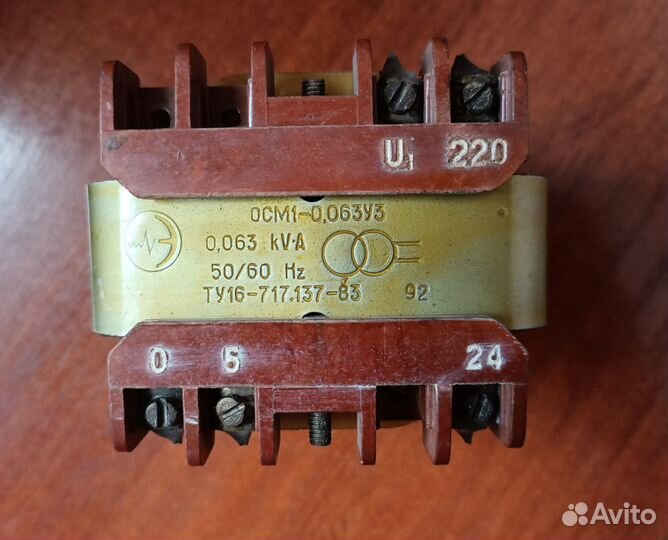 U₁ 220
ОСМ1-0,063У3
0,063 kV·A
50/60 Hz
ТУ16-717.137-83 92
0 5 24
Avito